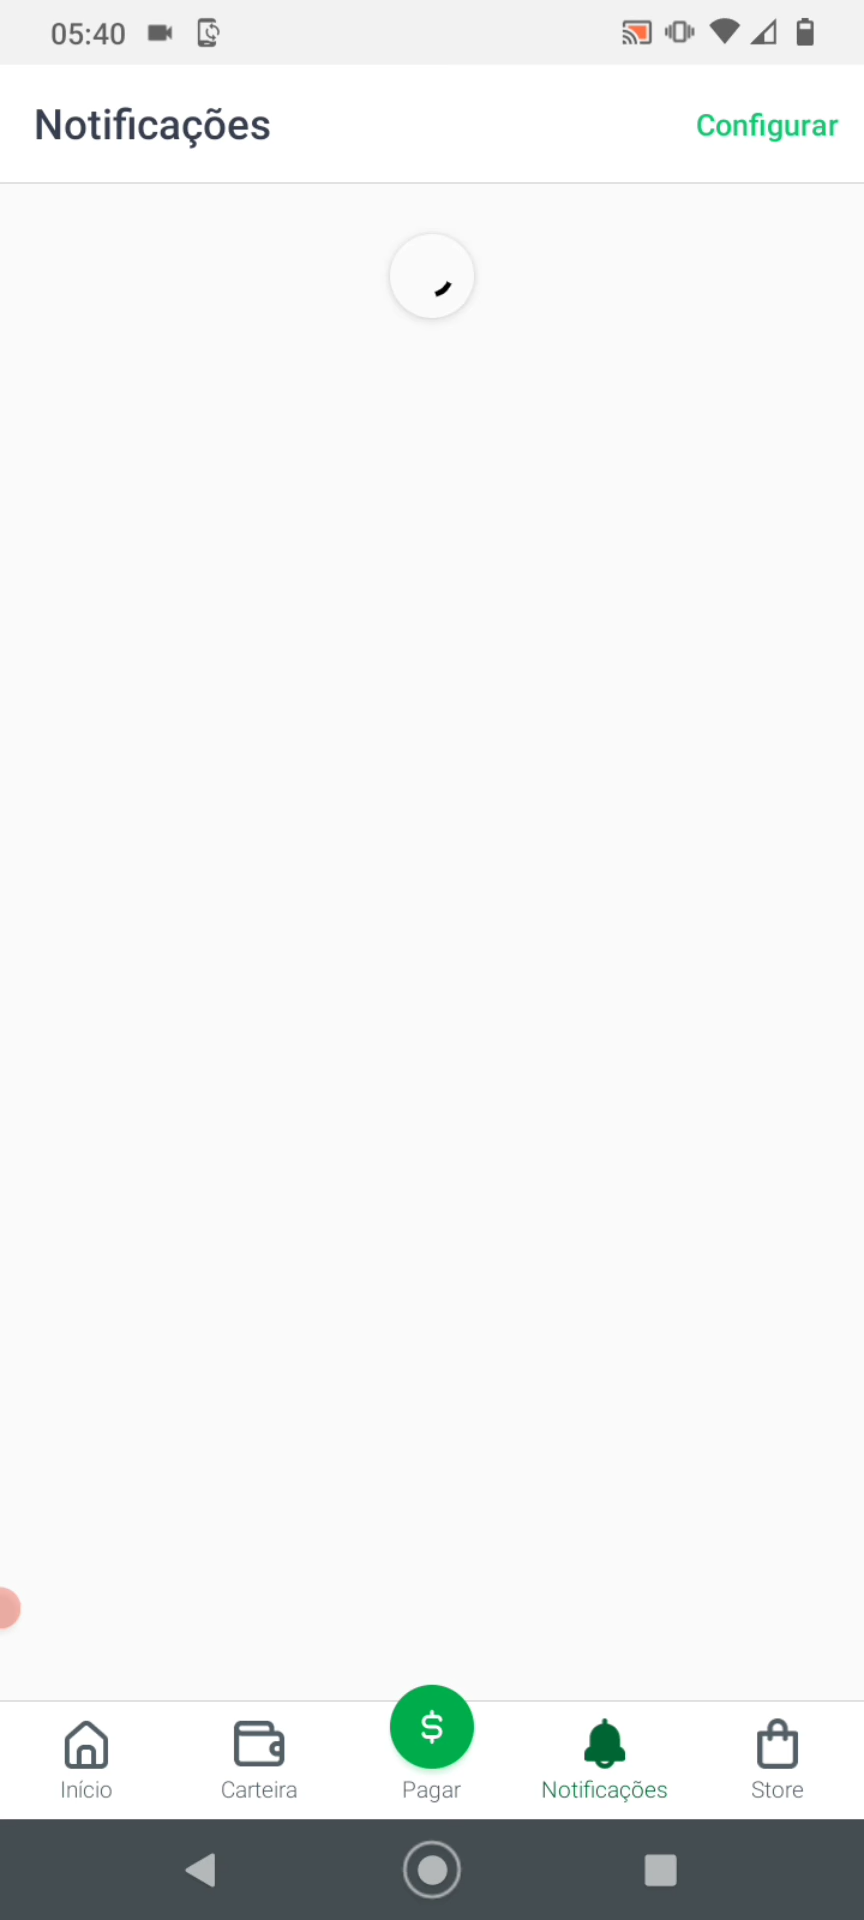 05:40
Notificações
Configurar
$
Início
Carteira
Pagar
Notificações
Store